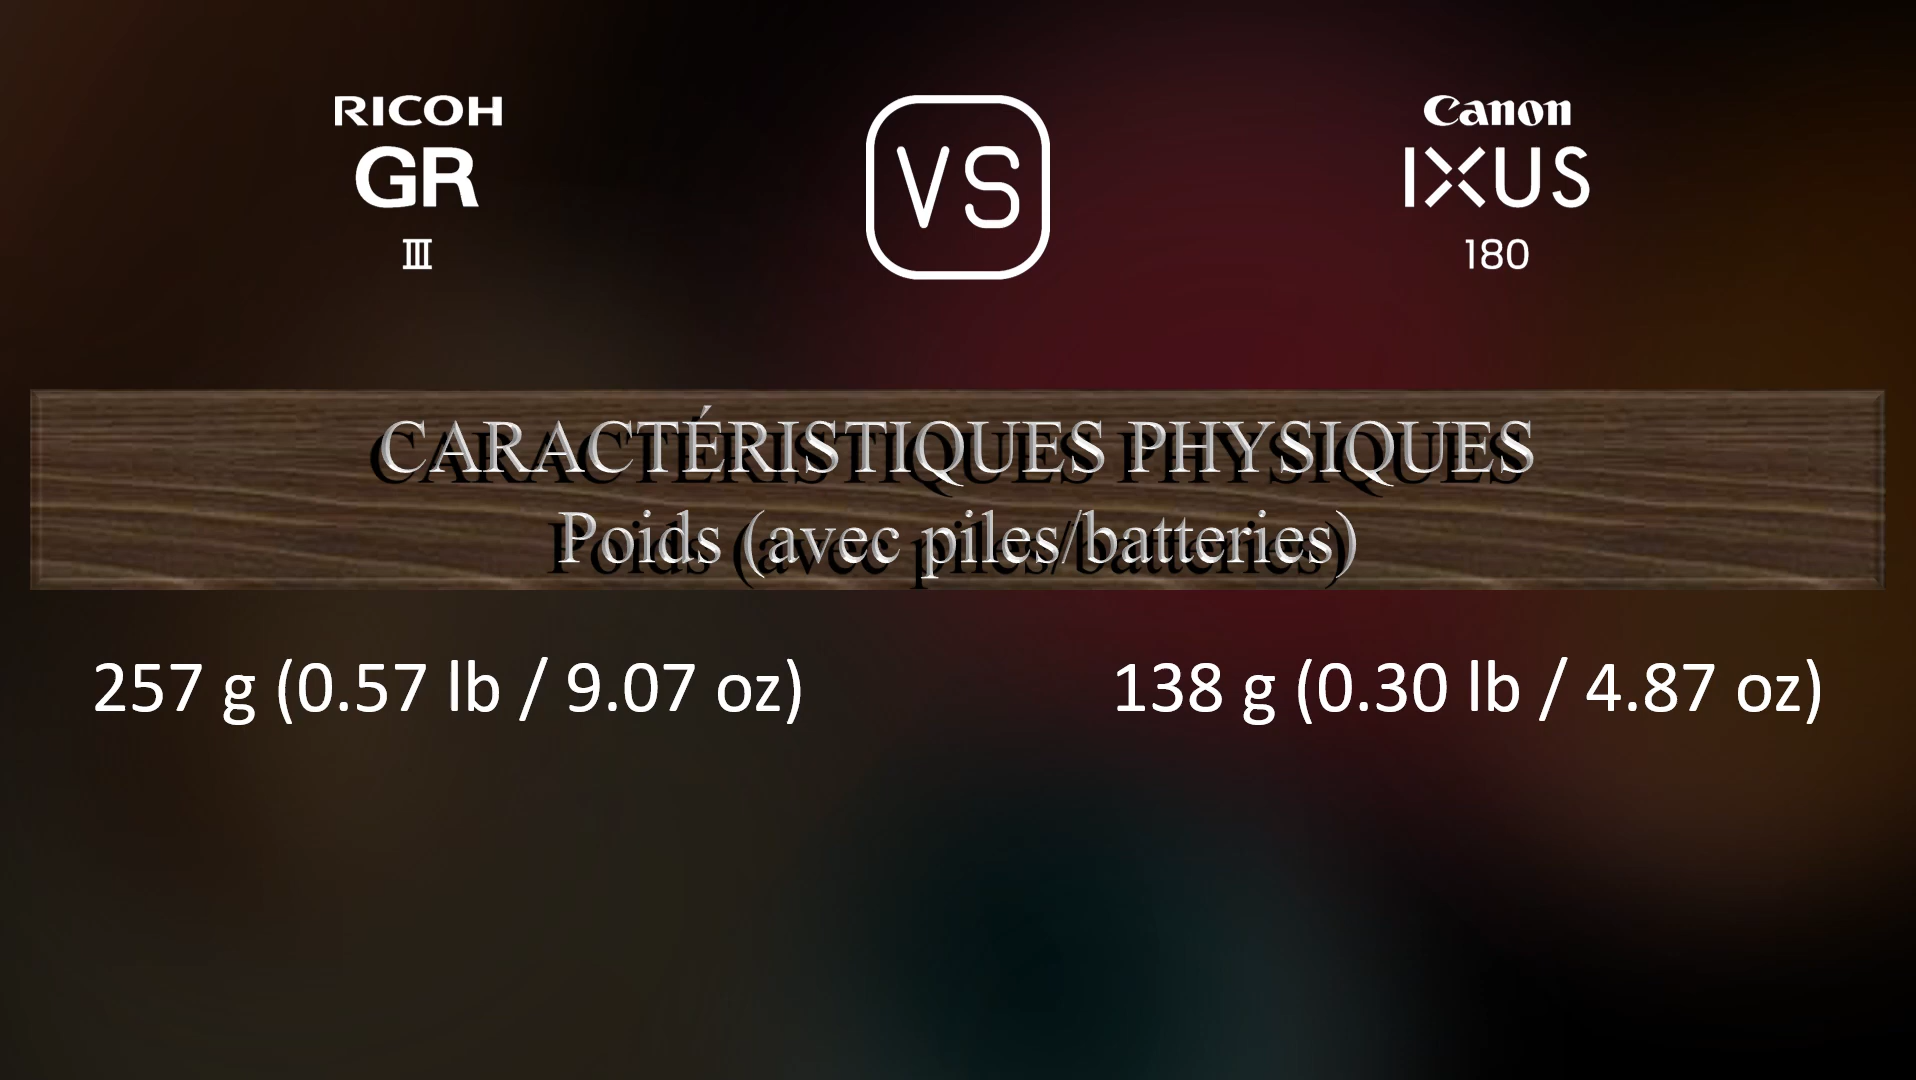 RICOH
GR
III
VS
Canon
IXUS
180
CARACTÉRISTIQUES PHYSIQUES
Poids (avec piles/batteries)
257 g (0.57 lb / 9.07 oz)
138 g (0.30 lb / 4.87 oz)